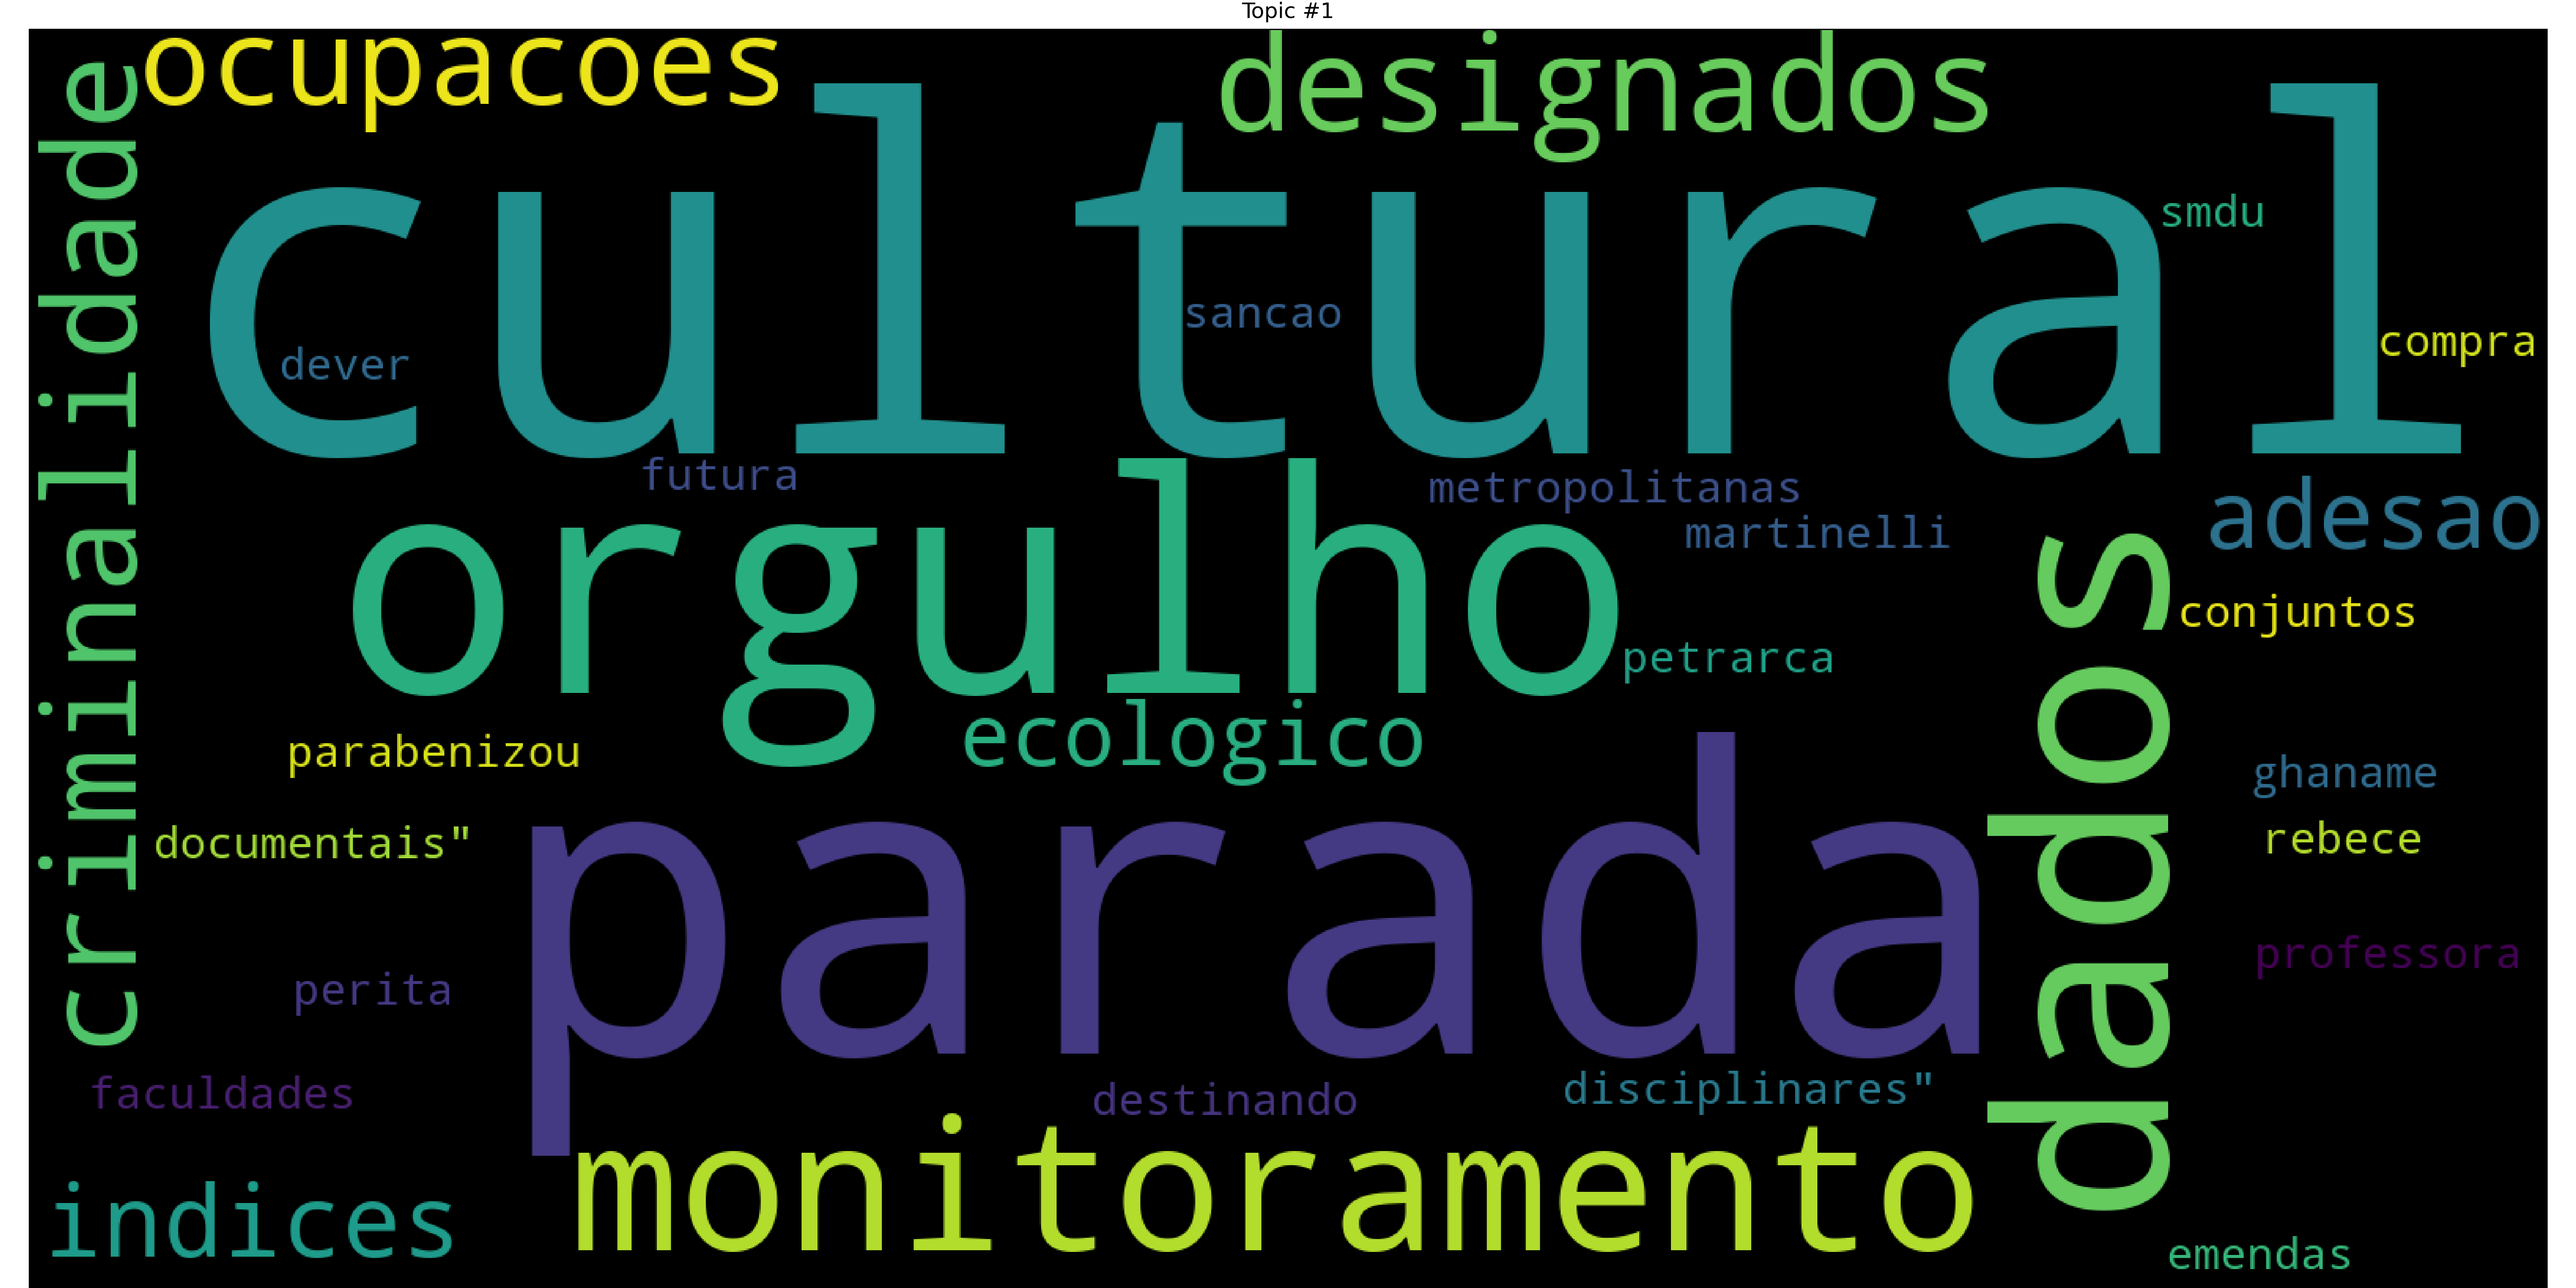 Topic #1
ocupacoes
designados
criminalidade
cultural
smdu
sancao
compra
dever
futura
metropolitanas
martinelli
adesao
orgulho
conjuntos
petrarca
dados
ecologico
parabenizou
ghaname
documentais"
rebece
parada
professora
perita
faculdades
destinando
disciplinares"
monitoramento
indices
emendas